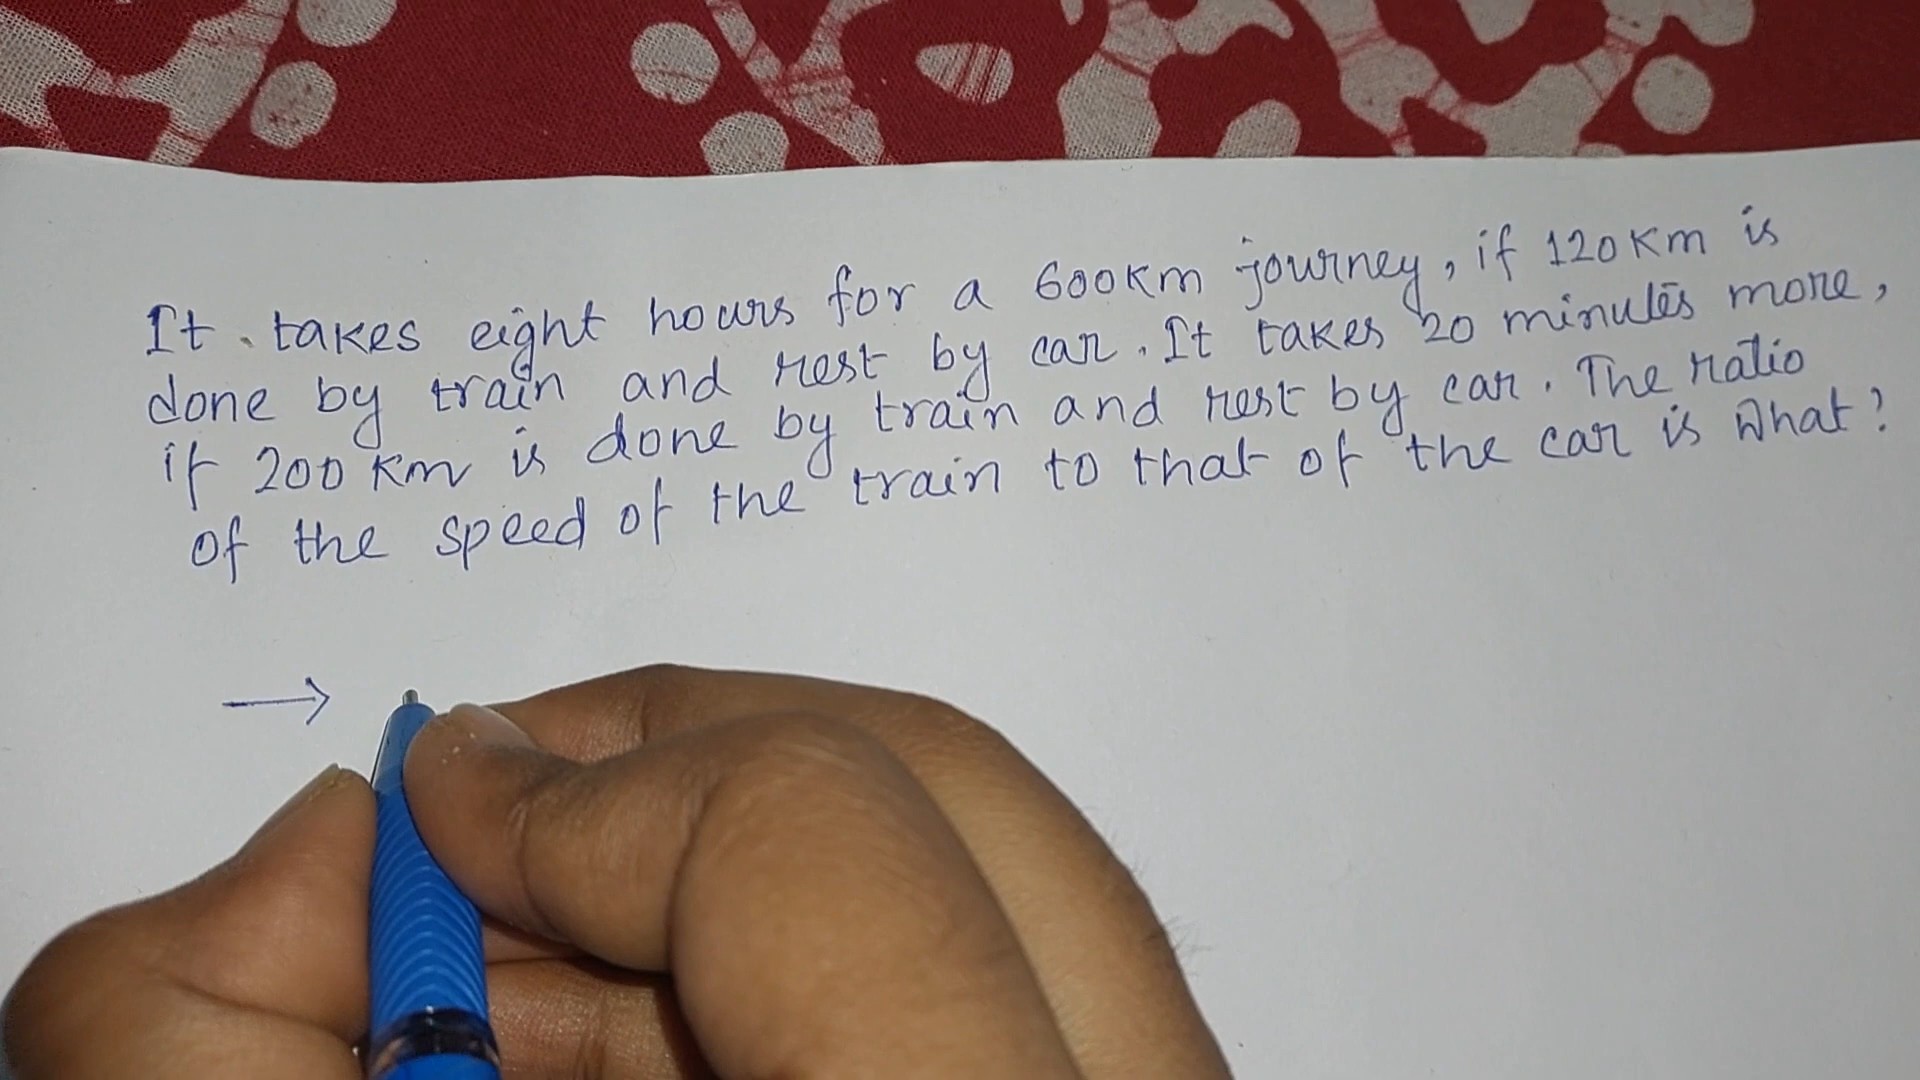 It takes eight hours for a 600km journey, if 120km is
done by train and rest by car. It takes 20 minutes more,
if 200 km is done by train and rest by car. The ratio
of the speed of the train to that of the car is what?